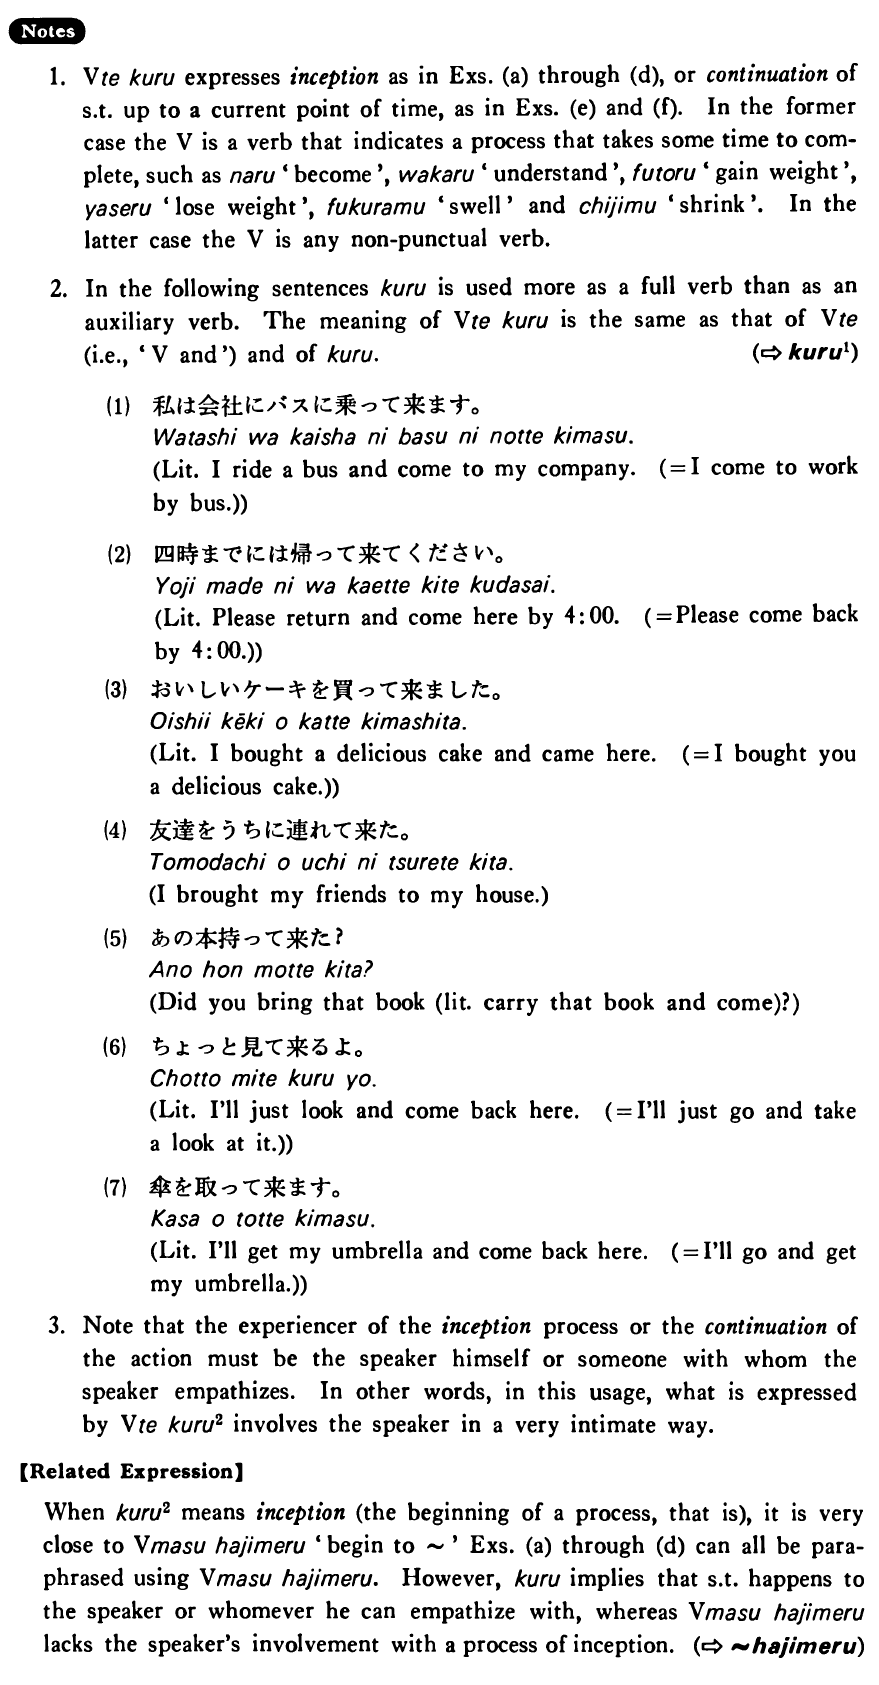 Notes
1. Vte kuru expresses inception as in Exs. (a) through (d), or continuation of
s.t. up to a current point of time, as in Exs. (e) and (f). In the former
case the V is a verb that indicates a process that takes some time to com-
plete, such as naru ‘become’, wakaru ‘understand’, futoru ‘gain weight’,
yaseru ‘lose weight’, fukuramu ‘swell’ and chijimu ‘shrink’. In the
latter case the V is any non-punctual verb.
2. In the following sentences kuru is used more as a full verb than as an
auxiliary verb. The meaning of Vte kuru is the same as that of Vte
(i.e., ‘V and’) and of kuru. (⇨ kuru¹)
(1) 私は会社にバスに乗って来ます。
Watashi wa kaisha ni basu ni notte kimasu.
(Lit. I ride a bus and come to my company. (=I come to work
by bus.))
(2) 四時までには帰って来てください。
Yoji made ni wa kaette kite kudasai.
(Lit. Please return and come here by 4:00. (=Please come back
by 4:00.))
(3) おいしいケーキを買って来ました。
Oishii kēki o katte kimashita.
(Lit. I bought a delicious cake and came here. (=I bought you
a delicious cake.))
(4) 友達をうちに連れて来た。
Tomodachi o uchi ni tsurete kita.
(I brought my friends to my house.)
(5) あの本持って来た?
Ano hon motte kita?
(Did you bring that book (lit. carry that book and come)?)
(6) ちょっと見て来るよ。
Chotto mite kuru yo.
(Lit. I'll just look and come back here. (=I'll just go and take
a look at it.))
(7) 傘を取って来ます。
Kasa o totte kimasu.
(Lit. I'll get my umbrella and come back here. (=I'll go and get
my umbrella.))
3. Note that the experiencer of the inception process or the continuation of
the action must be the speaker himself or someone with whom the
speaker empathizes. In other words, in this usage, what is expressed
by Vte kuru² involves the speaker in a very intimate way.
【Related Expression】
When kuru² means inception (the beginning of a process, that is), it is very
close to Vmasu hajimeru ‘begin to ~’ Exs. (a) through (d) can all be para-
phrased using Vmasu hajimeru. However, kuru implies that s.t. happens to
the speaker or whomever he can empathize with, whereas Vmasu hajimeru
lacks the speaker's involvement with a process of inception. (⇨ ~hajimeru)